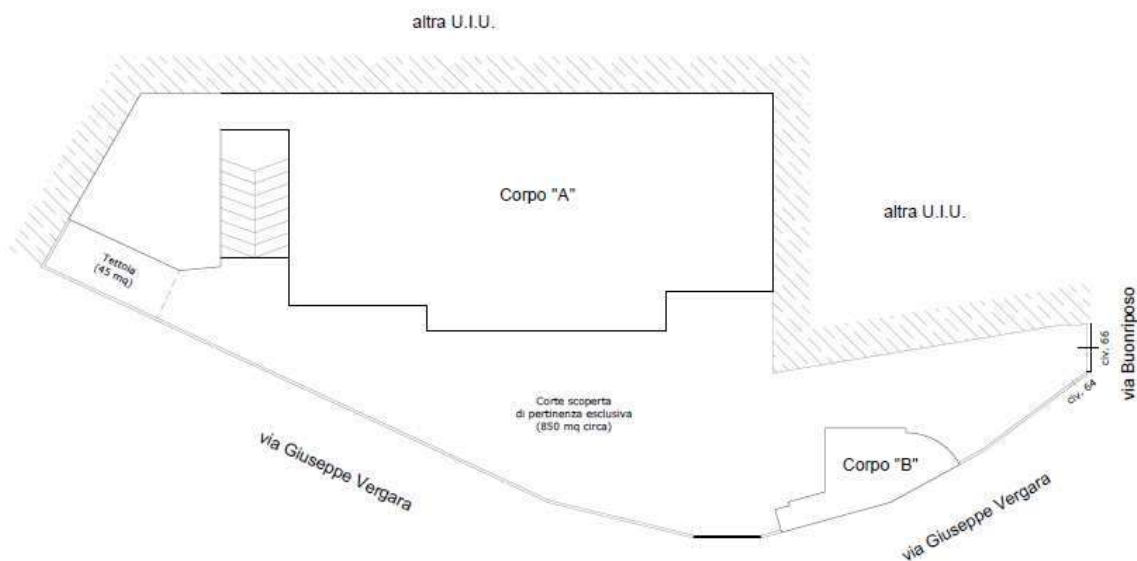 altra U.I.U.
Corpo "A"
altra U.I.U.
Tettoia
(45 mq)
civ. 66
via Buonriposo
civ. 64
Corte scoperta
di pertinenza esclusiva
(850 mq circa)
via Giuseppe Vergara
Corpo "B"
via Giuseppe Vergara